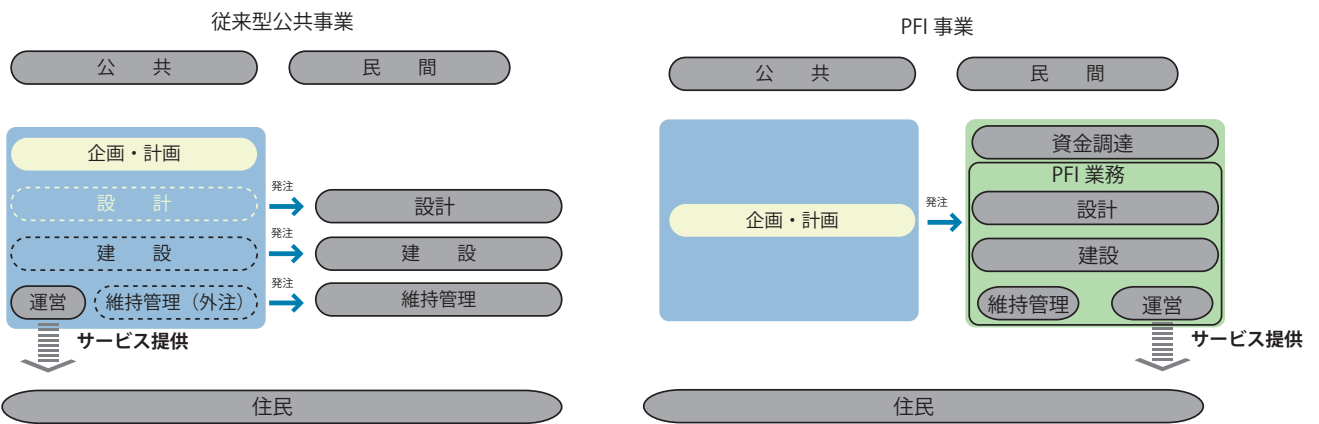 従来型公共事業
公　共
民　間
企画・計画
設　計
発注
設計
建　設
発注
建　設
運営
維持管理（外注）
発注
維持管理
サービス提供
住民
PFI 事業
公　共
民　間
企画・計画
発注
資金調達
PFI 業務
設計
建設
維持管理
運営
サービス提供
住民